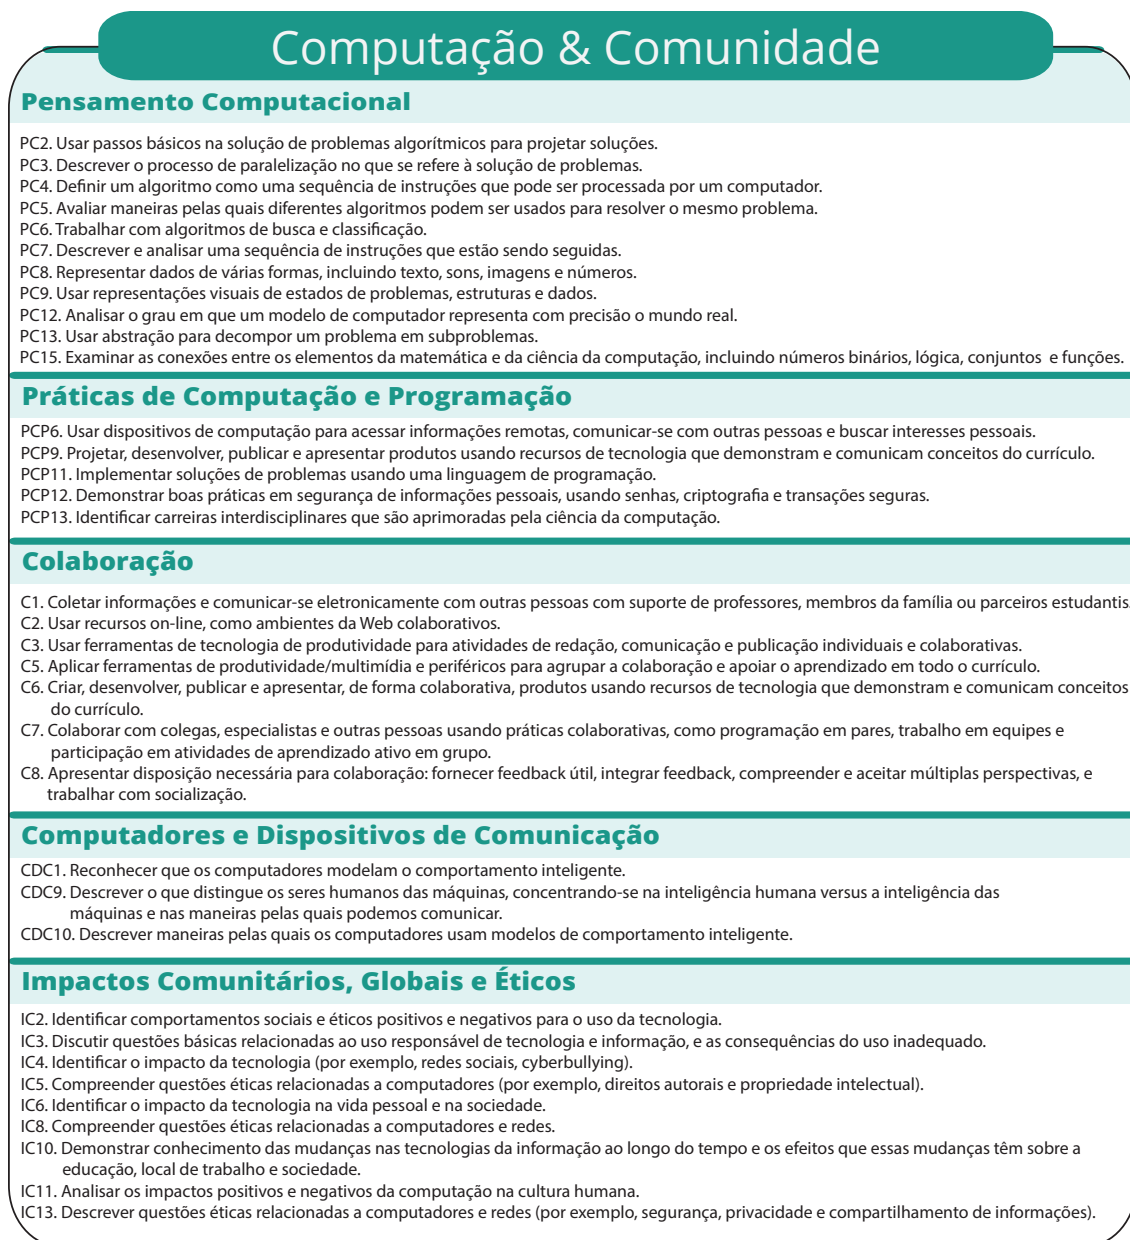 Computação & Comunidade
Pensamento Computacional
PC2. Usar passos básicos na solução de problemas algorítmicos para projetar soluções.
PC3. Descrever o processo de paralelização no que se refere à solução de problemas.
PC4. Definir um algoritmo como uma sequência de instruções que pode ser processada por um computador.
PC5. Avaliar maneiras pelas quais diferentes algoritmos podem ser usados para resolver o mesmo problema.
PC6. Trabalhar com algoritmos de busca e classificação.
PC7. Descrever e analisar uma sequência de instruções que estão sendo seguidas.
PC8. Representar dados de várias formas, incluindo texto, sons, imagens e números.
PC9. Usar representações visuais de estados de problemas, estruturas e dados.
PC12. Analisar o grau em que um modelo de computador representa com precisão o mundo real.
PC13. Usar abstração para decompor um problema em subproblemas.
PC15. Examinar as conexões entre os elementos da matemática e da ciência da computação, incluindo números binários, lógica, conjuntos e funções.
Práticas de Computação e Programação
PCP6. Usar dispositivos de computação para acessar informações remotas, comunicar-se com outras pessoas e buscar interesses pessoais.
PCP9. Projetar, desenvolver, publicar e apresentar produtos usando recursos de tecnologia que demonstram e comunicam conceitos do currículo.
PCP11. Implementar soluções de problemas usando uma linguagem de programação.
PCP12. Demonstrar boas práticas em segurança de informações pessoais, usando senhas, criptografia e transações seguras.
PCP13. Identificar carreiras interdisciplinares que são aprimoradas pela ciência da computação.
Colaboração
C1. Coletar informações e comunicar-se eletronicamente com outras pessoas com suporte de professores, membros da família ou parceiros estudantis.
C2. Usar recursos on-line, como ambientes da Web colaborativos.
C3. Usar ferramentas de tecnologia de produtividade para atividades de redação, comunicação e publicação individuais e colaborativas.
C5. Aplicar ferramentas de produtividade/multimídia e periféricos para agrupar a colaboração e apoiar o aprendizado em todo o currículo.
C6. Criar, desenvolver, publicar e apresentar, de forma colaborativa, produtos usando recursos de tecnologia que demonstram e comunicam conceitos
do currículo.
C7. Colaborar com colegas, especialistas e outras pessoas usando práticas colaborativas, como programação em pares, trabalho em equipes e
participação em atividades de aprendizado ativo em grupo.
C8. Apresentar disposição necessária para colaboração: fornecer feedback útil, integrar feedback, compreender e aceitar múltiplas perspectivas, e
trabalhar com socialização.
Computadores e Dispositivos de Comunicação
CDC1. Reconhecer que os computadores modelam o comportamento inteligente.
CDC9. Descrever o que distingue os seres humanos das máquinas, concentrando-se na inteligência humana versus a inteligência das
máquinas e nas maneiras pelas quais podemos comunicar.
CDC10. Descrever maneiras pelas quais os computadores usam modelos de comportamento inteligente.
Impactos Comunitários, Globais e Éticos
IC2. Identificar comportamentos sociais e éticos positivos e negativos para o uso da tecnologia.
IC3. Discutir questões básicas relacionadas ao uso responsável de tecnologia e informação, e as consequências do uso inadequado.
IC4. Identificar o impacto da tecnologia (por exemplo, redes sociais, cyberbullying).
IC5. Compreender questões éticas relacionadas a computadores (por exemplo, direitos autorais e propriedade intelectual).
IC6. Identificar o impacto da tecnologia na vida pessoal e na sociedade.
IC8. Compreender questões éticas relacionadas a computadores e redes.
IC10. Demonstrar conhecimento das mudanças nas tecnologias da informação ao longo do tempo e os efeitos que essas mudanças têm sobre a
educação, local de trabalho e sociedade.
IC11. Analisar os impactos positivos e negativos da computação na cultura humana.
IC13. Descrever questões éticas relacionadas a computadores e redes (por exemplo, segurança, privacidade e compartilhamento de informações).